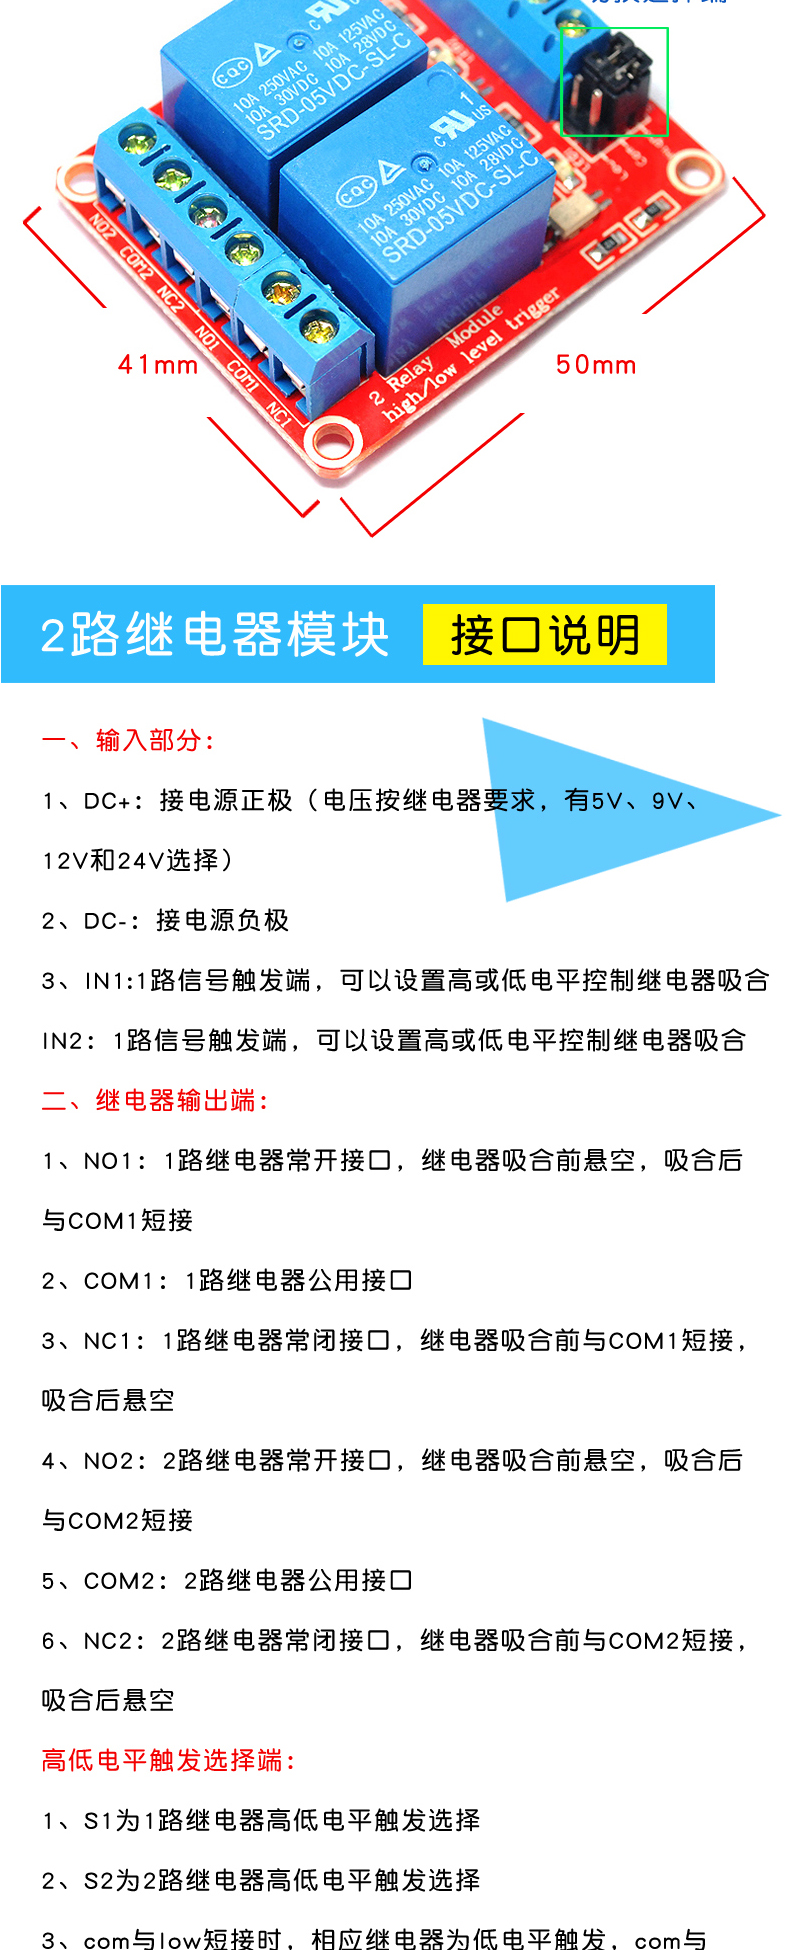 CQC
10A 250VAC 10A 125VAC
10A 30VDC 10A 28VDC
SRD-05VDC-SL-C
CQC
1
C US
10A 250VAC 10A 125VAC
10A 30VDC 10A 28VDC
SRD-05VDC-SL-C
NO2 COM2 NC2 NO1 COM1 NC1
2 Relay Module
high/low level trigger
41mm
50mm
2路继电器模块 接口说明
一、输入部分：
1、DC+：接电源正极（电压按继电器要求，有5V、9V、
12V和24V选择）
2、DC-：接电源负极
3、IN1:1路信号触发端，可以设置高或低电平控制继电器吸合
IN2：1路信号触发端，可以设置高或低电平控制继电器吸合
二、继电器输出端：
1、NO1：1路继电器常开接口，继电器吸合前悬空，吸合后
与COM1短接
2、COM1：1路继电器公用接口
3、NC1：1路继电器常闭接口，继电器吸合前与COM1短接，
吸合后悬空
4、NO2：2路继电器常开接口，继电器吸合前悬空，吸合后
与COM2短接
5、COM2：2路继电器公用接口
6、NC2：2路继电器常闭接口，继电器吸合前与COM2短接，
吸合后悬空
高低电平触发选择端：
1、S1为1路继电器高低电平触发选择
2、S2为2路继电器高低电平触发选择
3、com与low短接时，相应继电器为低电平触发，com与